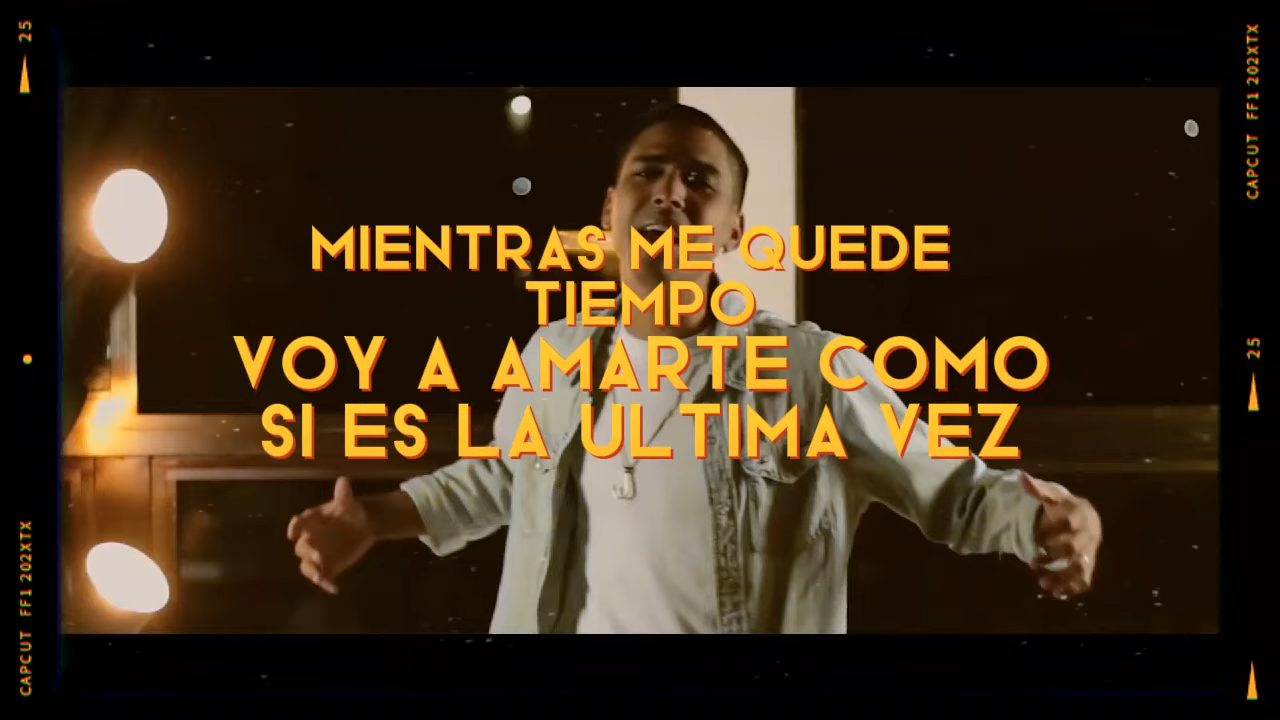 25
CAPCUT FF1 202XTX
MIENTRAS ME QUEDE
TIEMPO
VOY A AMARTE COMO
SI ES LA ULTIMA VEZ
25
CAPCUT FF1 202XTX